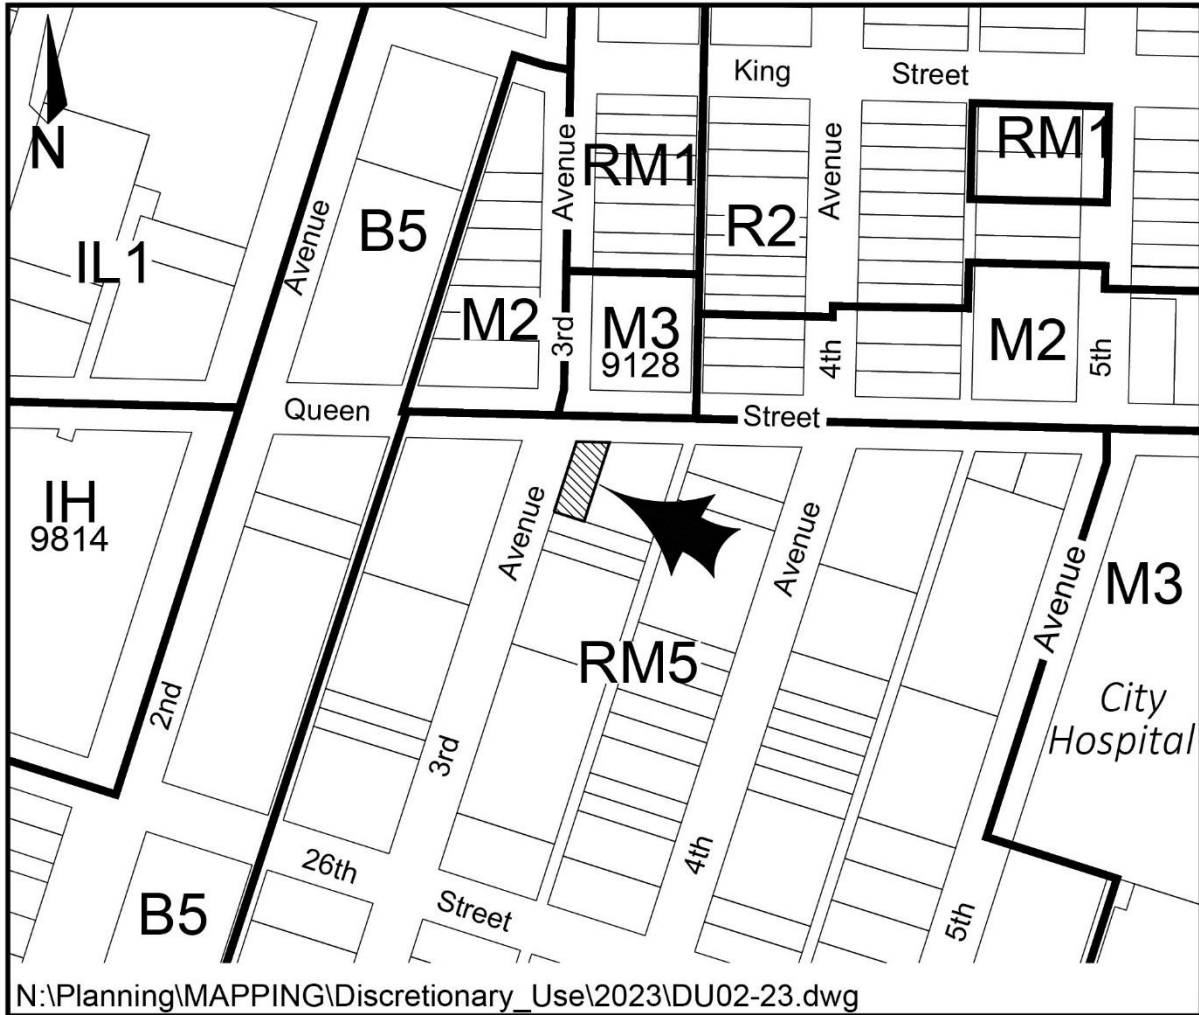 King
Street
N
RM1
RM1
Avenue
Avenue
Avenue
B5
R2
IL1
M2
3rd
M3
9128
4th
M2
5th
Queen
Street
IH
9814
Avenue
Avenue
Avenue
M3
RM5
2nd
3rd
City
Hospital
4th
26th
Street
5th
B5
N:\Planning\MAPPING\Discretionary_Use\2023\DU02-23.dwg